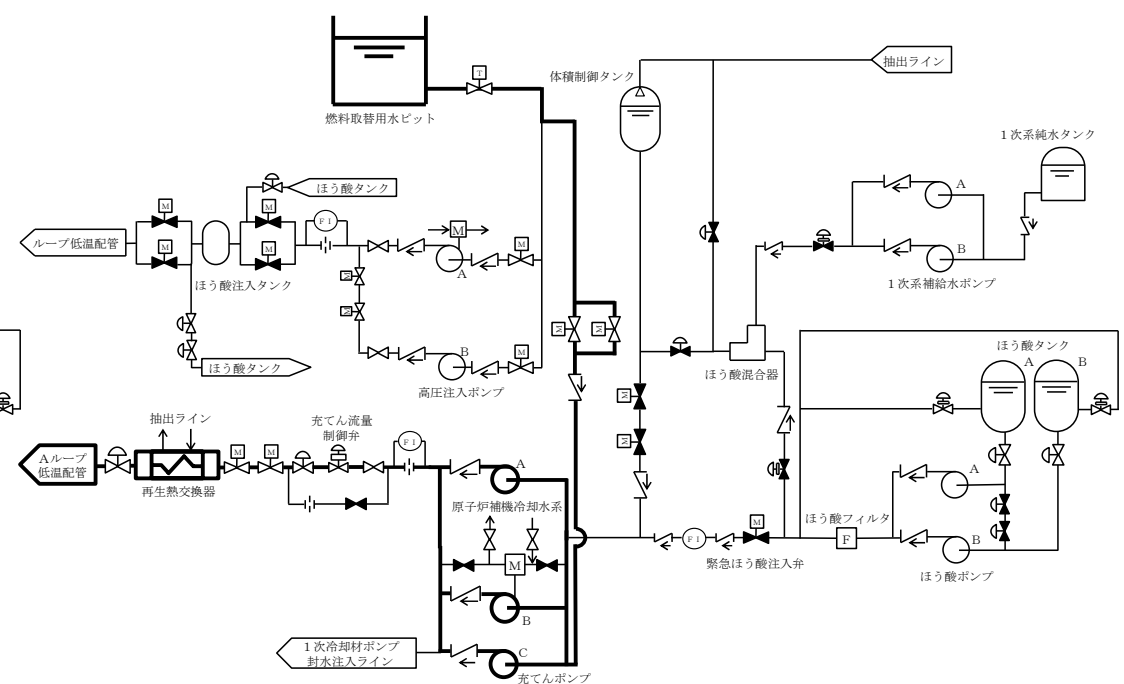 体積制御タンク
抽出ライン
T
燃料取替用水ピット
1次系純水タンク
ほう酸タンク
M
M
A
FI
M
ループ低温配管
M
M
M
B
A
1次系補給水ポンプ
ほう酸注入タンク
M
M
M
M
ほう酸タンク
B
M
高圧注入ポンプ
ほう酸混合器
ほう酸タンク
A
B
M
抽出ライン
充てん流量
制御弁
FI
M
Aループ
低温配管
M
M
A
再生熱交換器
原子炉補機冷却水系
A
ほう酸フィルタ
M
FI
F
B
M
緊急ほう酸注入弁
ほう酸ポンプ
B
1次冷却材ポンプ
封水注入ライン
C
充てんポンプ